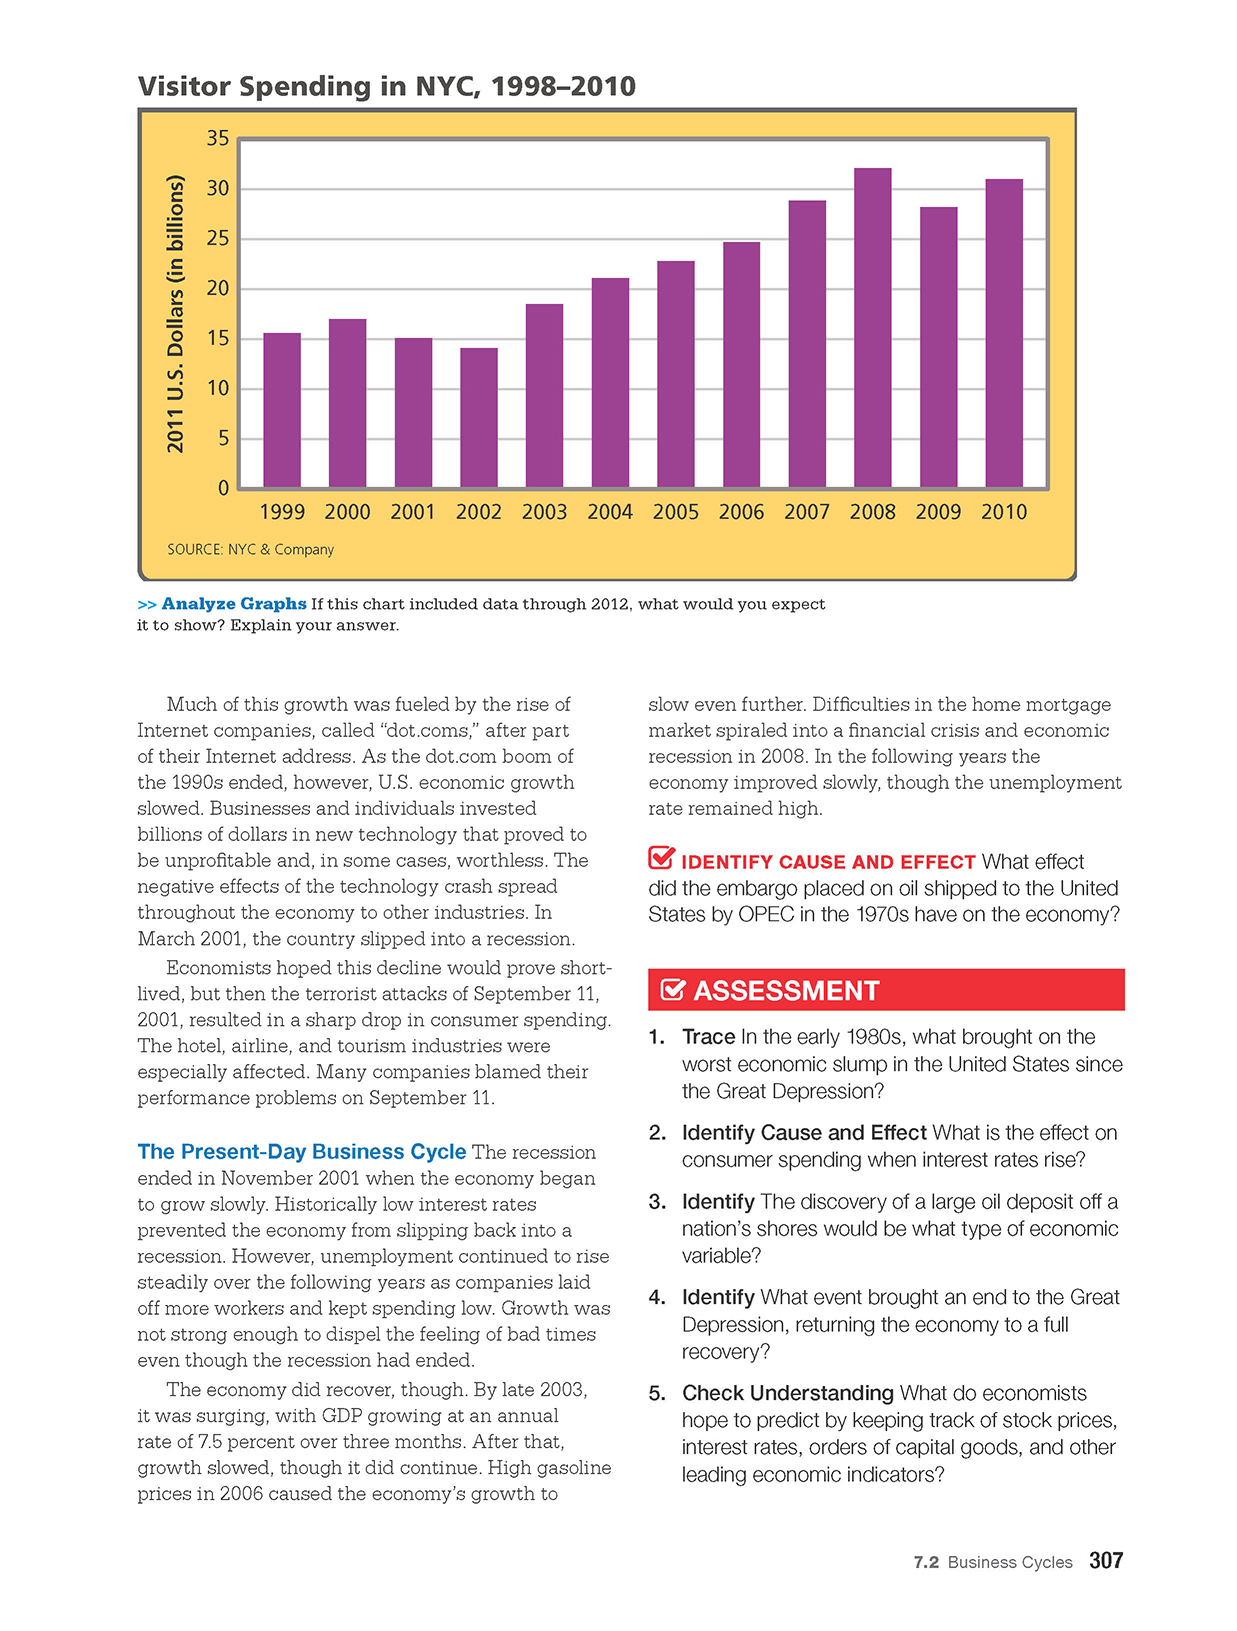 Visitor Spending in NYC, 1998–2010
2011 U.S. Dollars (in billions)
35
30
25
20
15
10
5
0
1999 2000 2001 2002 2003 2004 2005 2006 2007 2008 2009 2010
SOURCE: NYC & Company
>> Analyze Graphs If this chart included data through 2012, what would you expect
it to show? Explain your answer.
Much of this growth was fueled by the rise of
Internet companies, called “dot.coms,” after part
of their Internet address. As the dot.com boom of
the 1990s ended, however, U.S. economic growth
slowed. Businesses and individuals invested
billions of dollars in new technology that proved to
be unprofitable and, in some cases, worthless. The
negative effects of the technology crash spread
throughout the economy to other industries. In
March 2001, the country slipped into a recession.
Economists hoped this decline would prove short-
lived, but then the terrorist attacks of September 11,
2001, resulted in a sharp drop in consumer spending.
The hotel, airline, and tourism industries were
especially affected. Many companies blamed their
performance problems on September 11.
The Present-Day Business Cycle The recession
ended in November 2001 when the economy began
to grow slowly. Historically low interest rates
prevented the economy from slipping back into a
recession. However, unemployment continued to rise
steadily over the following years as companies laid
off more workers and kept spending low. Growth was
not strong enough to dispel the feeling of bad times
even though the recession had ended.
The economy did recover, though. By late 2003,
it was surging, with GDP growing at an annual
rate of 7.5 percent over three months. After that,
growth slowed, though it did continue. High gasoline
prices in 2006 caused the economy’s growth to
slow even further. Difficulties in the home mortgage
market spiraled into a financial crisis and economic
recession in 2008. In the following years the
economy improved slowly, though the unemployment
rate remained high.
IDENTIFY CAUSE AND EFFECT What effect
did the embargo placed on oil shipped to the United
States by OPEC in the 1970s have on the economy?
ASSESSMENT
1. Trace In the early 1980s, what brought on the
worst economic slump in the United States since
the Great Depression?
2. Identify Cause and Effect What is the effect on
consumer spending when interest rates rise?
3. Identify The discovery of a large oil deposit off a
nation’s shores would be what type of economic
variable?
4. Identify What event brought an end to the Great
Depression, returning the economy to a full
recovery?
5. Check Understanding What do economists
hope to predict by keeping track of stock prices,
interest rates, orders of capital goods, and other
leading economic indicators?
7.2 Business Cycles 307